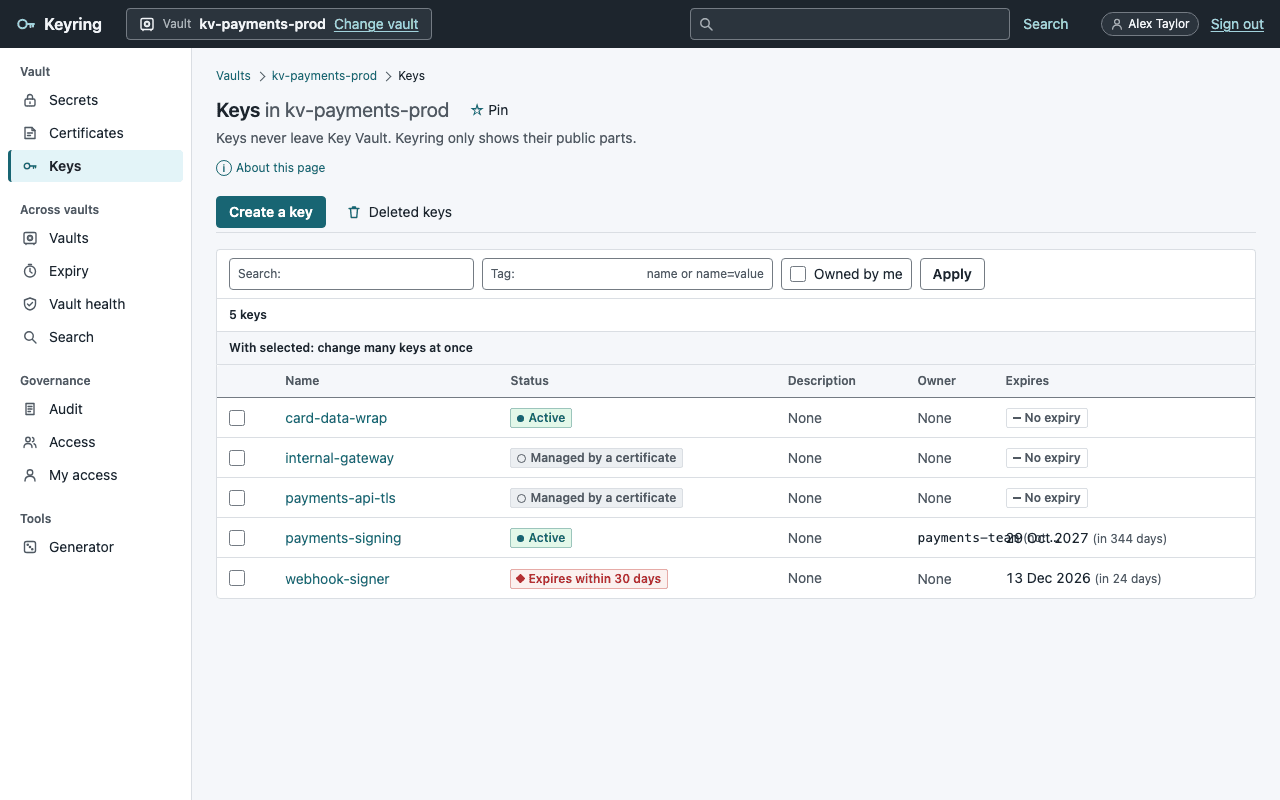 Keyring
Vault kv-payments-prod Change vault
Search
Alex Taylor
Sign out
Vault
Secrets
Certificates
Keys
Across vaults
Vaults
Expiry
Vault health
Search
Governance
Audit
Access
My access
Tools
Generator
Vaults > kv-payments-prod > Keys
Keys in kv-payments-prod
Pin
Keys never leave Key Vault. Keyring only shows their public parts.
About this page
Create a key
Deleted keys
Search:
Tag: name or name=value
Owned by me
Apply
5 keys
With selected: change many keys at once
Name Status Description Owner Expires
card-data-wrap Active None None No expiry
internal-gateway Managed by a certificate None None No expiry
payments-api-tls Managed by a certificate None None No expiry
payments-signing Active None payments-team 29 Oct 2027 (in 344 days)
webhook-signer Expires within 30 days None None 13 Dec 2026 (in 24 days)